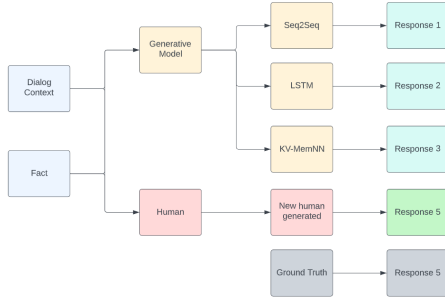 Seq2Seq
Response 1
Generative
Model
Dialog
Context
LSTM
Response 2
KV-MemNN
Response 3
Fact
Human
New human
generated
Response 5
Ground Truth
Response 5